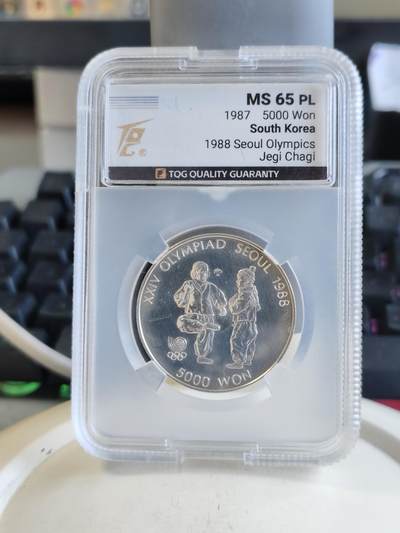 MS 65 PL
1987 5000 Won
South Korea
1988 Seoul Olympics
Jegi Chagi
TQG QUALITY GUARANTY
XXIV OLYMPIAD SEOUL 1988
5000 WON